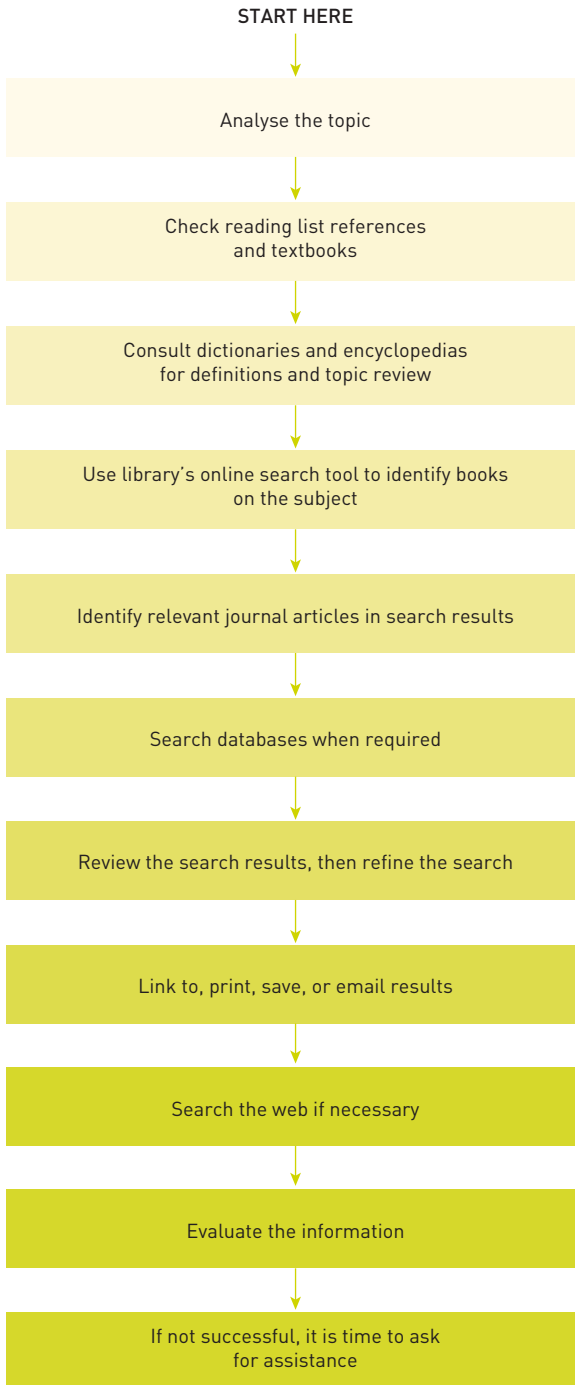 START HERE
Analyse the topic
Check reading list references
and textbooks
Consult dictionaries and encyclopedias
for definitions and topic review
Use library's online search tool to identify books
on the subject
Identify relevant journal articles in search results
Search databases when required
Review the search results, then refine the search
Link to, print, save, or email results
Search the web if necessary
Evaluate the information
If not successful, it is time to ask
for assistance